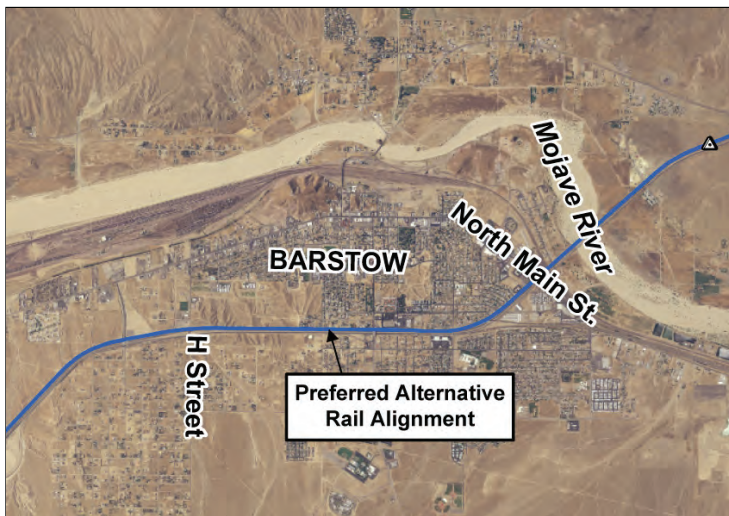 Mojave River
North Main St.
BARSTOW
H Street
Preferred Alternative
Rail Alignment